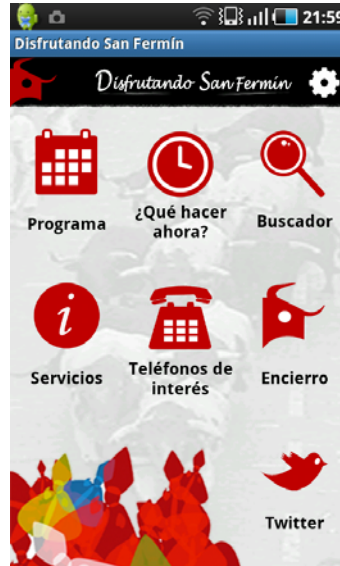 21:59
Disfrutando San Fermín
Disfrutando San Fermín
Programa
¿Qué hacer
ahora?
Buscador
i
Servicios
Teléfonos de
interés
Encierro
Twitter